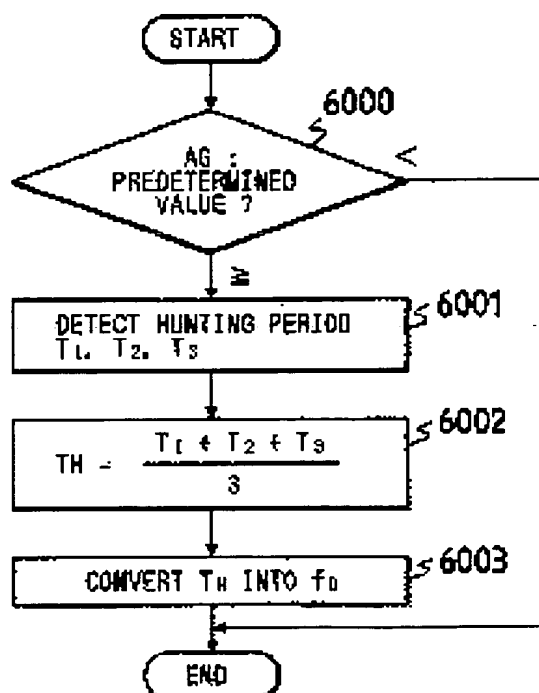 START
6000
AG :
PREDETERMINED
VALUE ?
<
≧
DETECT HUNTING PERIOD
T1. T2. T3
6001
TH = T1 + T2 + T3
3
6002
CONVERT TH INTO fD
6003
END